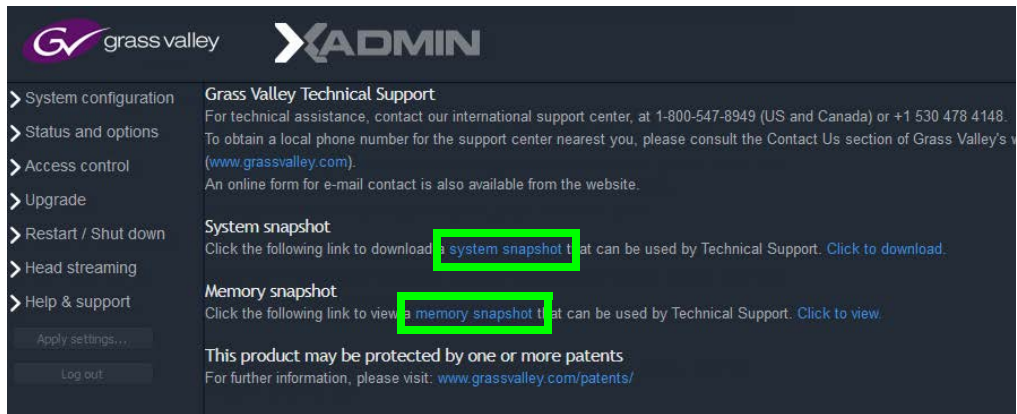 GV grass valley XADMIN
System configuration
Status and options
Access control
Upgrade
Restart / Shut down
Head streaming
Help & support
Apply settings...
Log out
Grass Valley Technical Support
For technical assistance, contact our international support center, at 1-800-547-8949 (US and Canada) or +1 530 478 4148.
To obtain a local phone number for the support center nearest you, please consult the Contact Us section of Grass Valley's
(www.grassvalley.com).
An online form for e-mail contact is also available from the website.
System snapshot
Click the following link to download a system snapshot that can be used by Technical Support. Click to download.
Memory snapshot
Click the following link to view a memory snapshot that can be used by Technical Support. Click to view.
This product may be protected by one or more patents
For further information, please visit: www.grassvalley.com/patents/